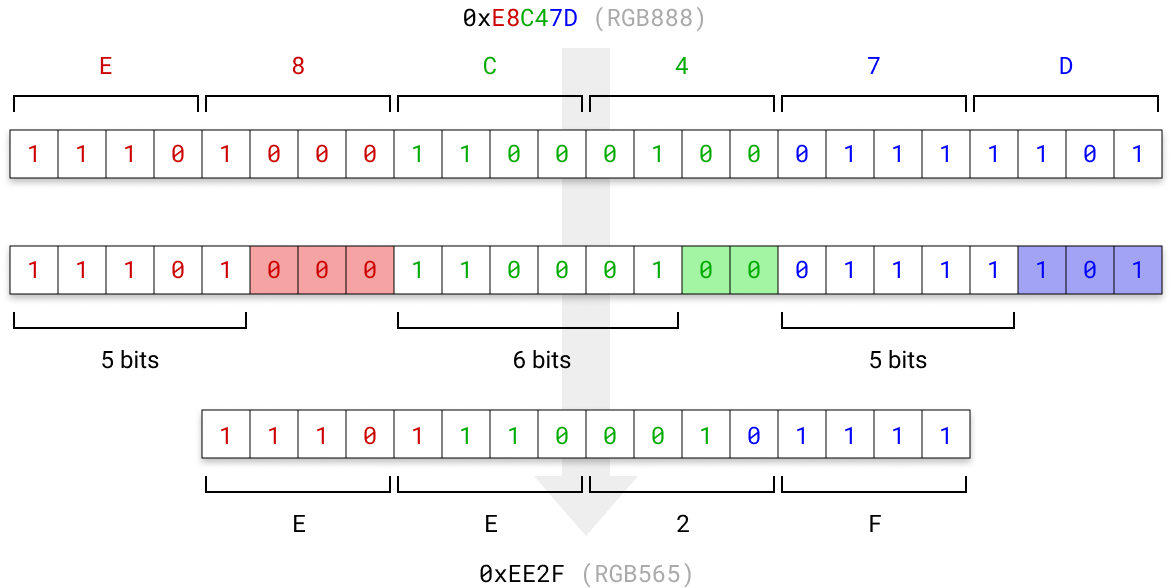 0xE8C47D (RGB888)
E 8 C 4 7 D
1 1 1 0 1 0 0 0 1 1 0 0 0 1 0 0 0 1 1 1 1 1 0 1
1 1 1 0 1 0 0 0 1 1 0 0 0 1 0 0 0 1 1 1 1 1 0 1
5 bits 6 bits 5 bits
1 1 1 0 1 1 1 0 0 0 1 0 1 1 1 1
E E 2 F
0xEE2F (RGB565)